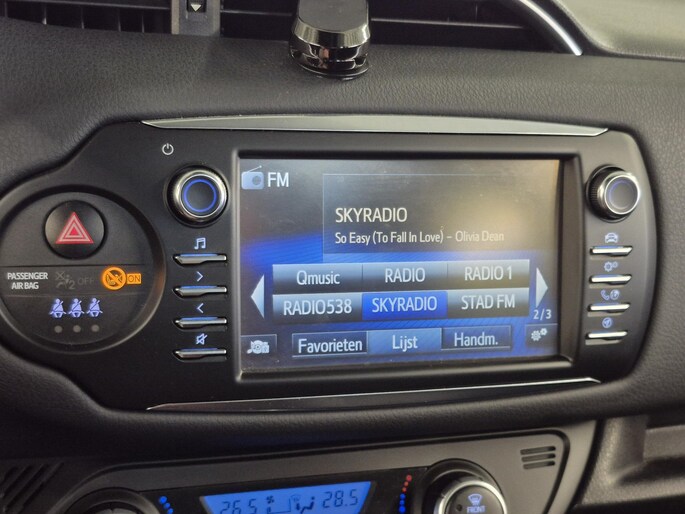 FM
SKYRADIO
So Easy (To Fall In Love) – Olivia Dean
Qmusic RADIO RADIO 1
RADIO538 SKYRADIO STAD FM
2/3
Favorieten Lijst Handm.
PASSENGER
AIR BAG
OFF
ON
26.5 28.5
FRONT